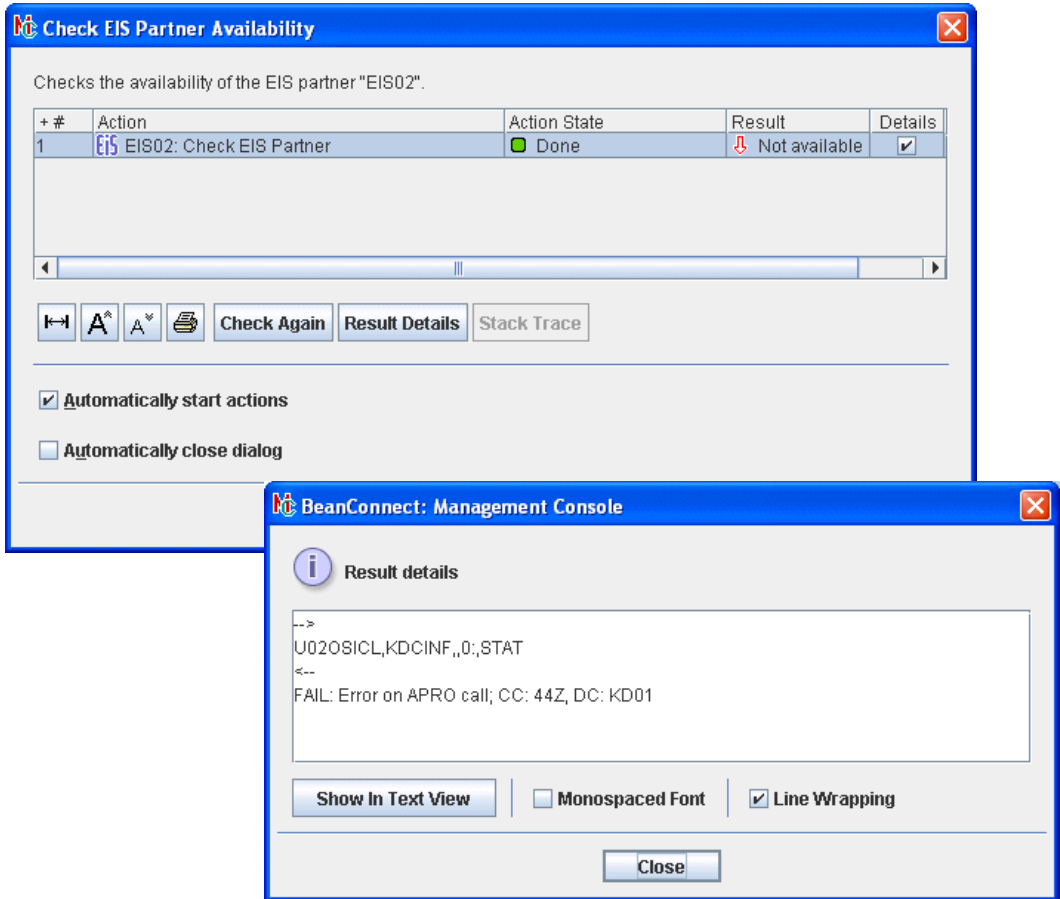 Check EIS Partner Availability
Checks the availability of the EIS partner "EIS02".
+ # Action Action State Result Details
1 EiS EIS02: Check EIS Partner Done Not available
A A Check Again Result Details Stack Trace
Automatically start actions
Automatically close dialog
BeanConnect: Management Console
i Result details
-->
U02OSICL,KDCINF,,0:,STAT
<--
FAIL: Error on APRO call; CC: 44Z, DC: KD01
Show In Text View Monospaced Font Line Wrapping
Close